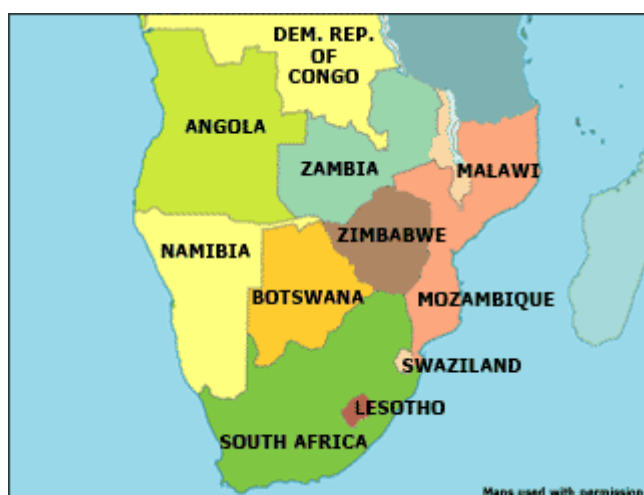 DEM. REP.
OF
CONGO
ANGOLA
ZAMBIA
MALAWI
ZIMBABWE
NAMIBIA
BOTSWANA
MOZAMBIQUE
SWAZILAND
LESOTHO
SOUTH AFRICA
Maps used with permission